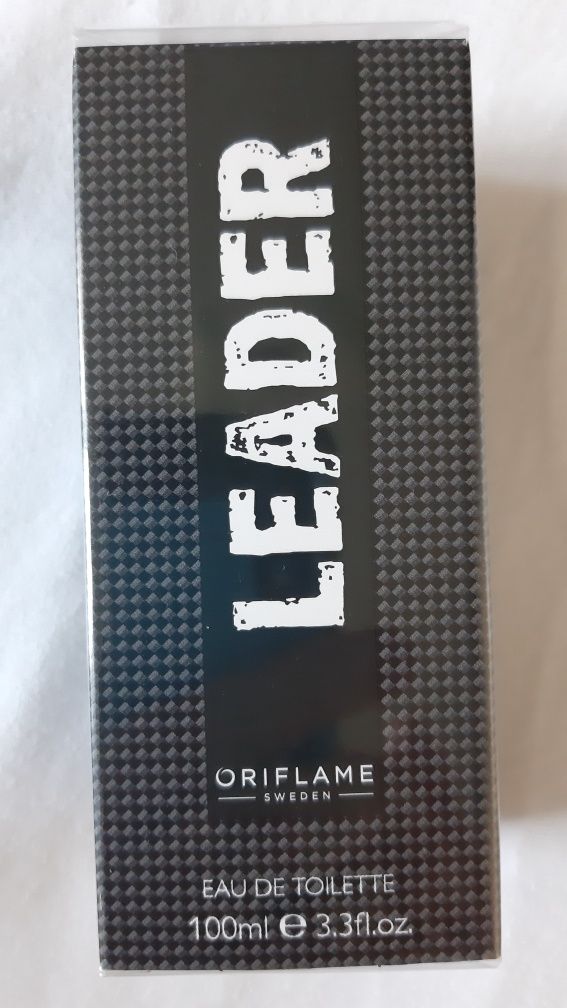 LEADER
ORIFLAME
SWEDEN
EAU DE TOILETTE
100ml ℮ 3.3fl.oz.